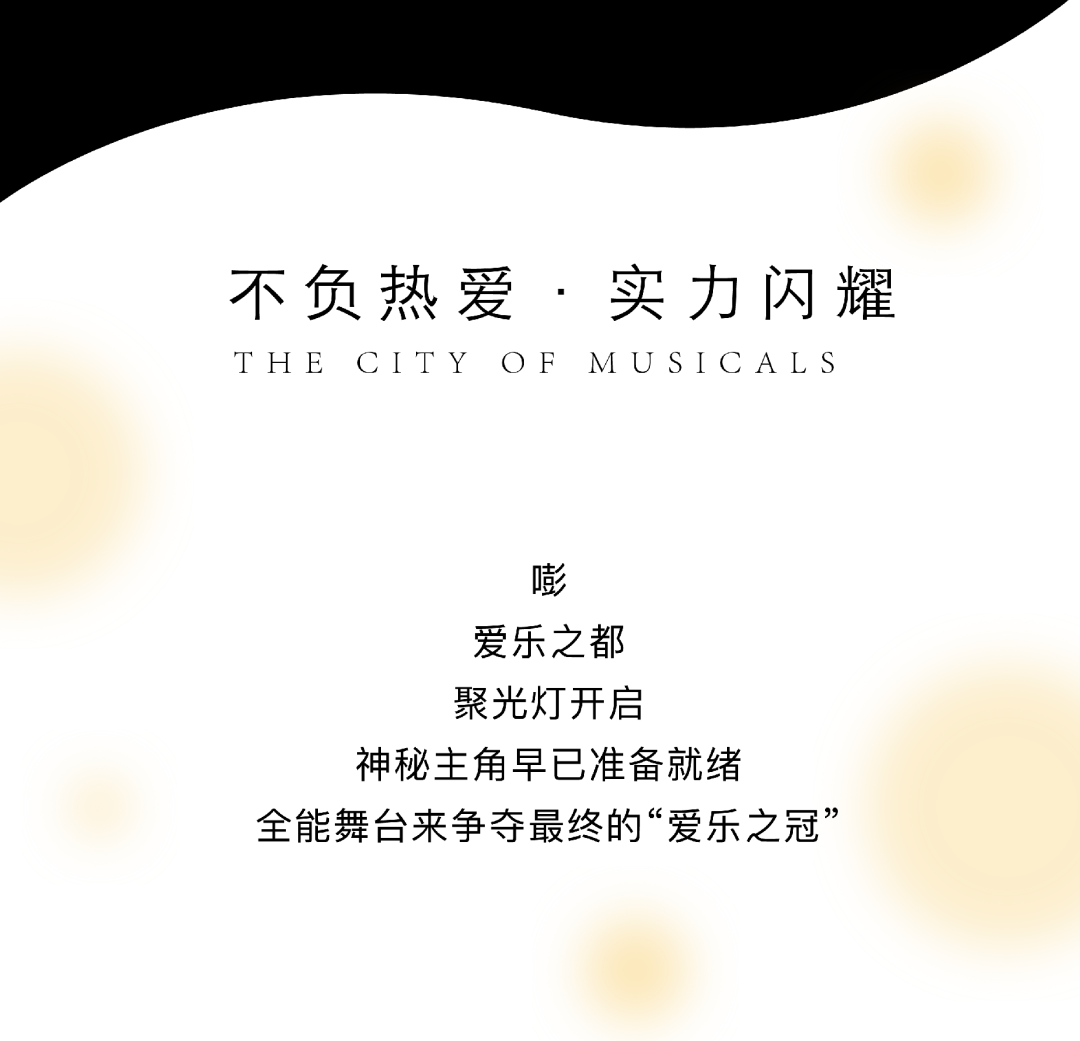 不负热爱·实力闪耀
THE CITY OF MUSICALS
嘭
爱乐之都
聚光灯开启
神秘主角早已准备就绪
全能舞台来争夺最终的“爱乐之冠”